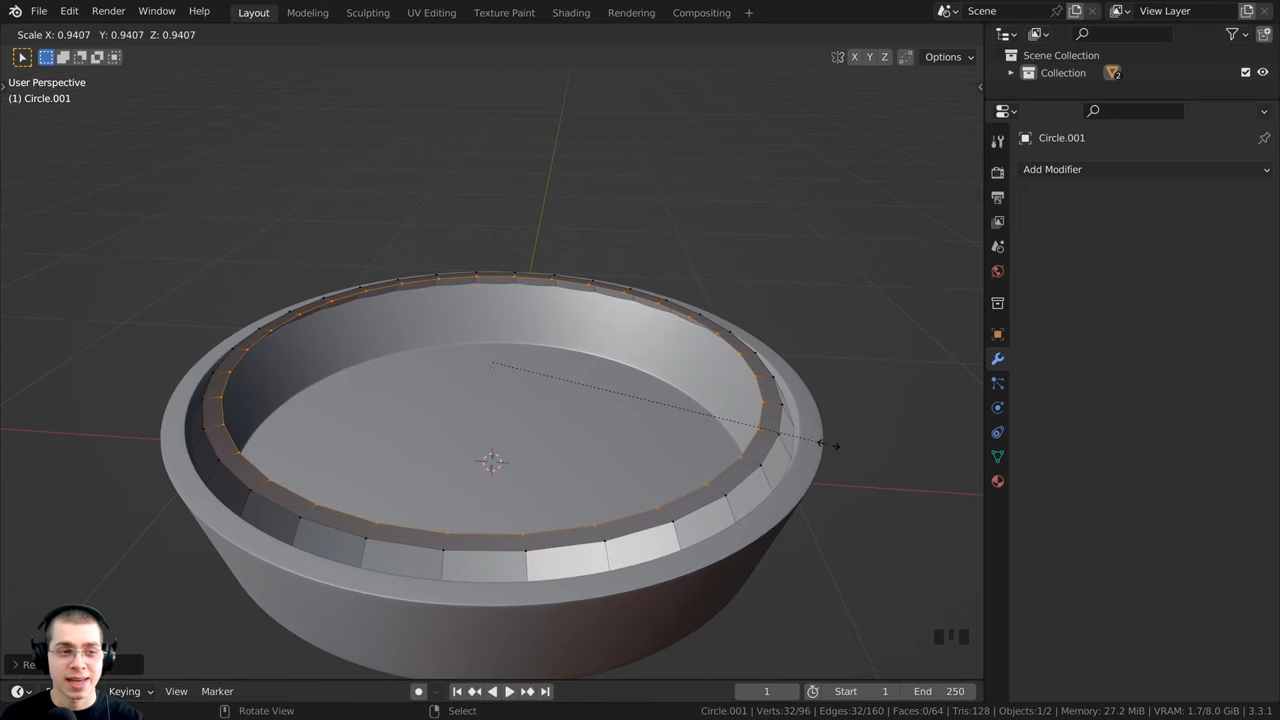 File Edit Render Window Help Layout Modeling Sculpting UV Editing Texture Paint Shading Rendering Compositing + Scene View Layer
Scale X: 0.9407 Y: 0.9407 Z: 0.9407
X Y Z Options
Scene Collection
Collection 2
User Perspective
(1) Circle.001
Circle.001
Add Modifier
Keying View Marker 1 Start 1 End 250
Rotate View Select Circle.001 | Verts:32/96 | Edges:32/160 | Faces:0/64 | Tris:128 | Objects:1/2 | Memory: 27.2 MiB | VRAM: 1.7/8.0 GiB | 3.3.1